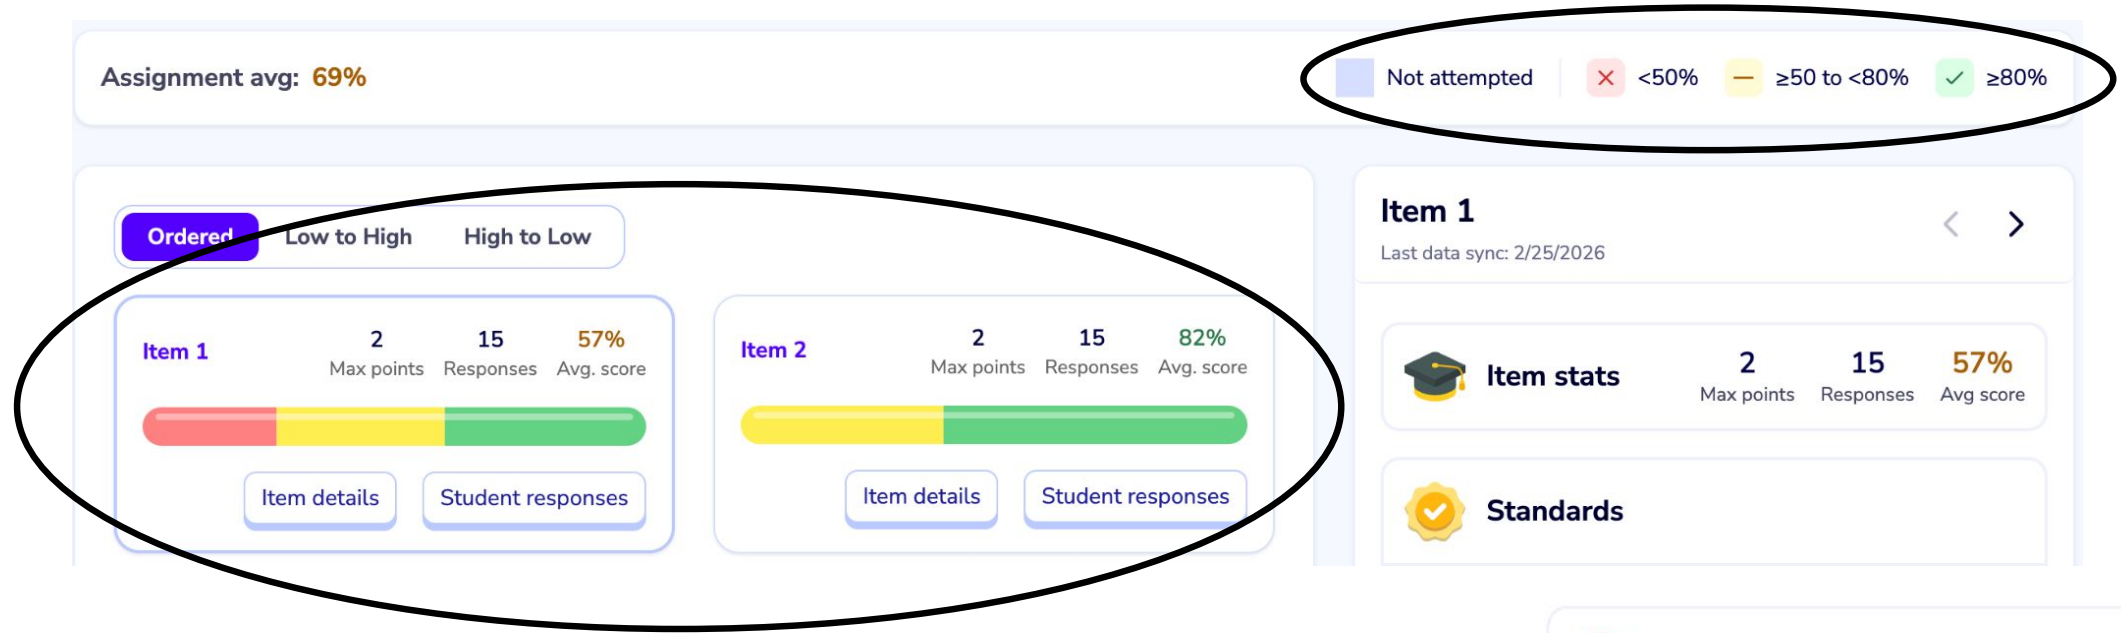 Assignment avg: 69%
Not attempted <50% ≥50 to <80% ≥80%
Ordered Low to High High to Low
Item 1
2 Max points
15 Responses
57% Avg. score
Item details Student responses
Item 2
2 Max points
15 Responses
82% Avg. score
Item details Student responses
Item 1
Last data sync: 2/25/2026
Item stats
2 Max points
15 Responses
57% Avg score
Standards